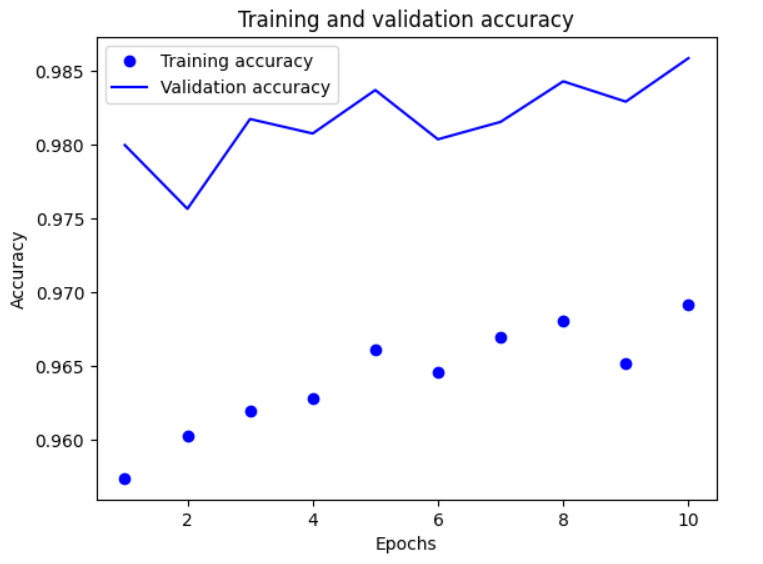 Training and validation accuracy
Training accuracy
Validation accuracy
0.985
0.980
0.975
0.970
0.965
0.960
Accuracy
2 4 6 8 10
Epochs